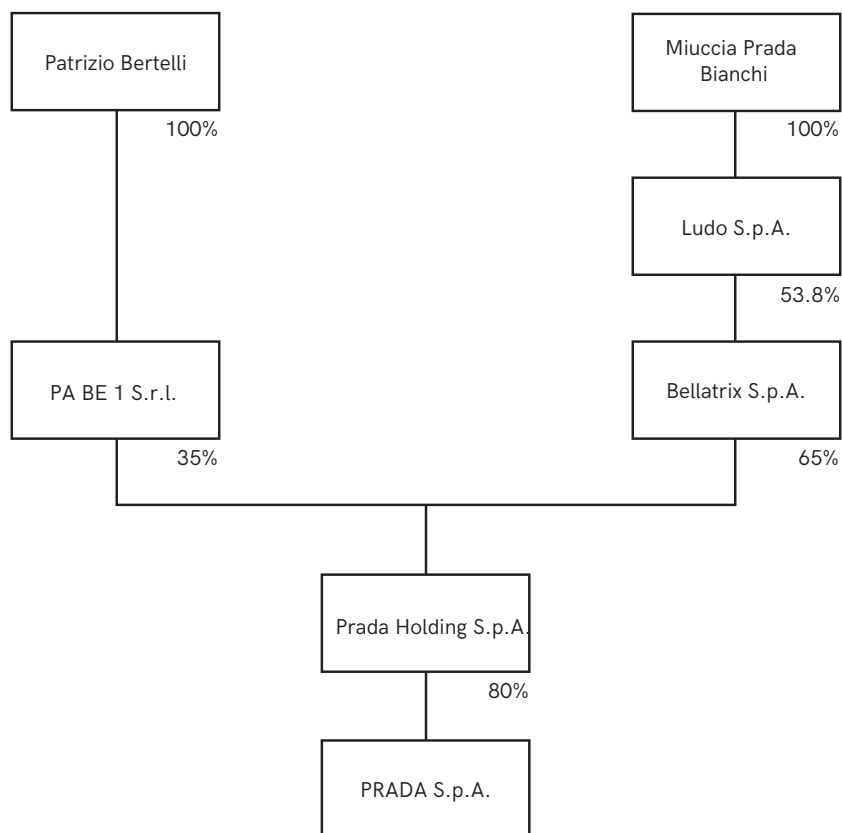 Patrizio Bertelli
Miuccia Prada
Bianchi
100%
100%
Ludo S.p.A.
53.8%
PA BE 1 S.r.l.
Bellatrix S.p.A.
35%
65%
Prada Holding S.p.A.
80%
PRADA S.p.A.